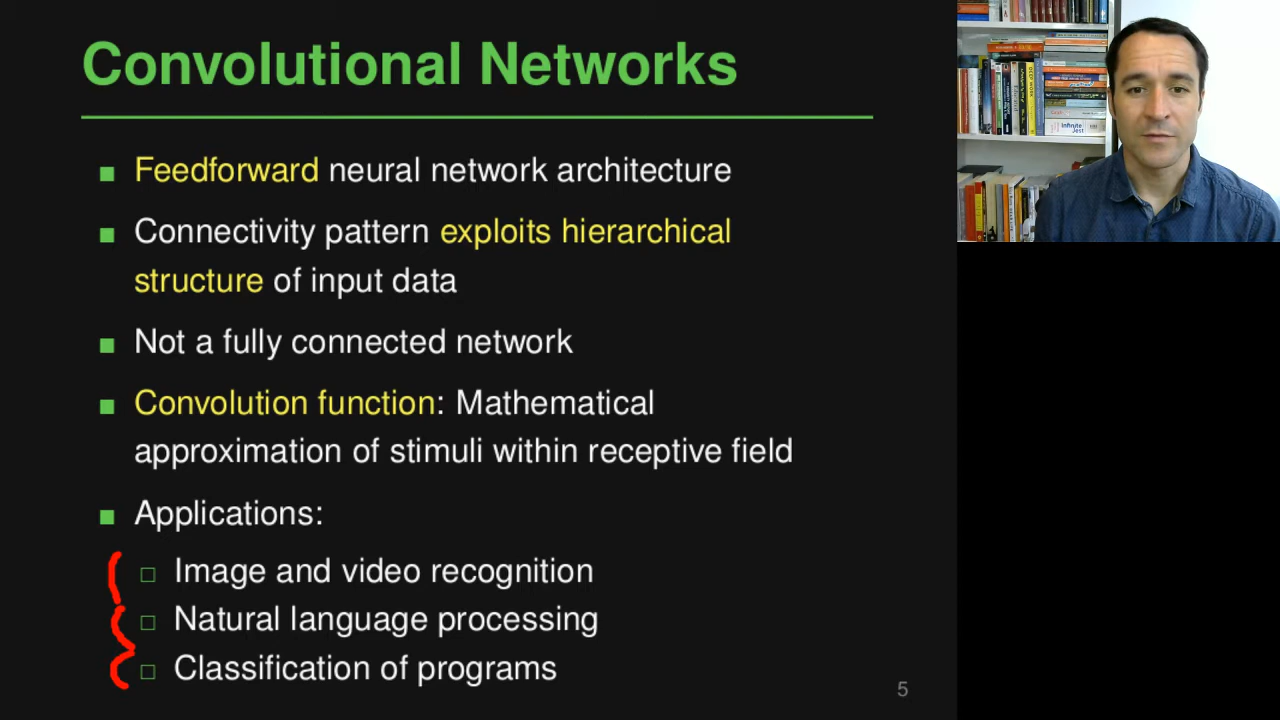 Convolutional Networks
Feedforward neural network architecture
Connectivity pattern exploits hierarchical
structure of input data
Not a fully connected network
Convolution function: Mathematical
approximation of stimuli within receptive field
Applications:
Image and video recognition
Natural language processing
Classification of programs
5
Infinite
Jest